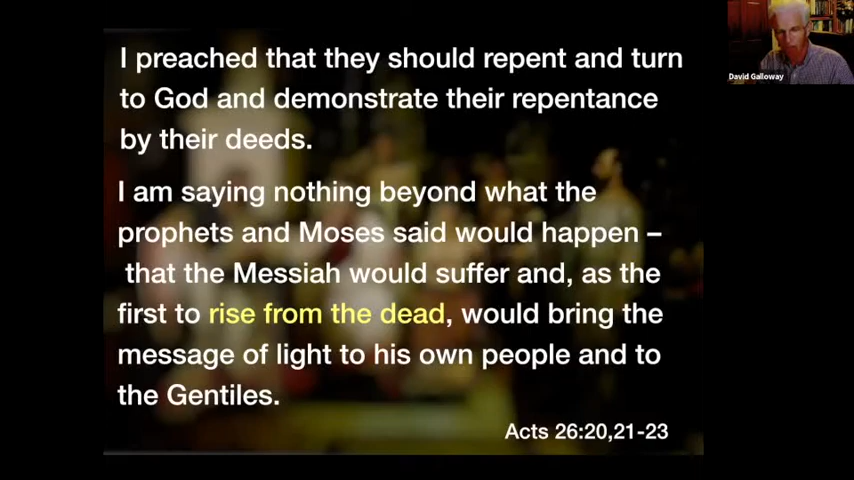 I preached that they should repent and turn
to God and demonstrate their repentance
by their deeds.
I am saying nothing beyond what the
prophets and Moses said would happen –
that the Messiah would suffer and, as the
first to rise from the dead, would bring the
message of light to his own people and to
the Gentiles.
Acts 26:20,21-23
David Galloway